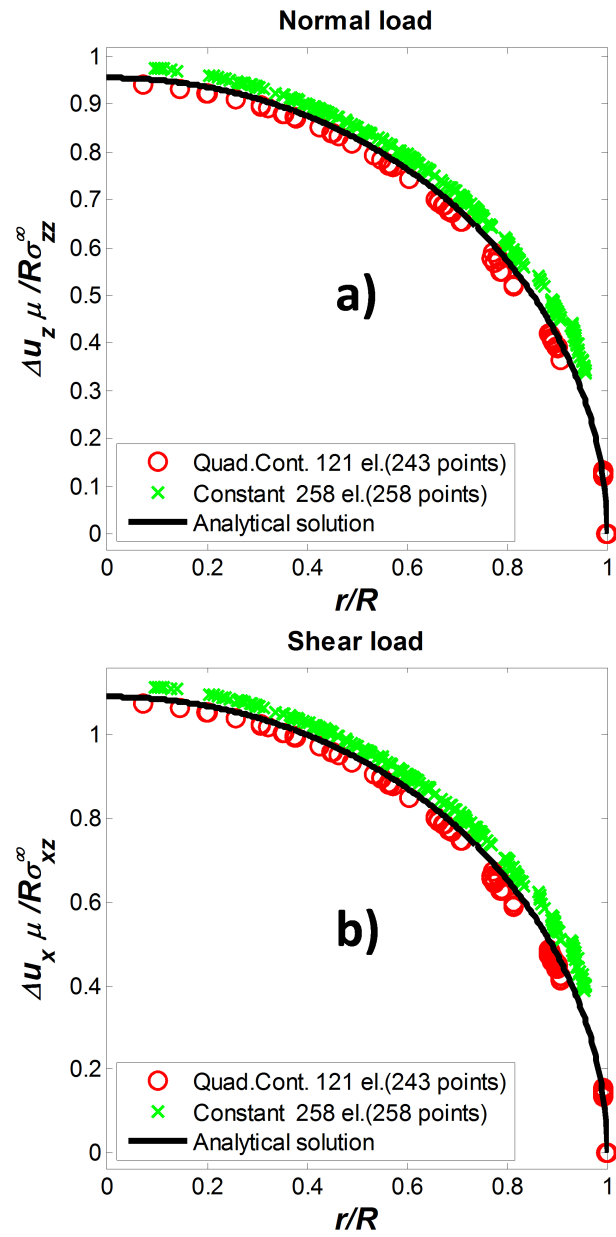 Normal load
1
0.9
0.8
0.7
0.6
0.5
0.4
0.3
0.2
0.1
0
Δu_z μ /Rσ_zz^∞
a)
Quad.Cont. 121 el.(243 points)
Constant 258 el.(258 points)
Analytical solution
0 0.2 0.4 0.6 0.8 1
r/R
Shear load
1
0.8
0.6
0.4
0.2
0
Δu_x μ /Rσ_xz^∞
b)
Quad.Cont. 121 el.(243 points)
Constant 258 el.(258 points)
Analytical solution
0 0.2 0.4 0.6 0.8 1
r/R